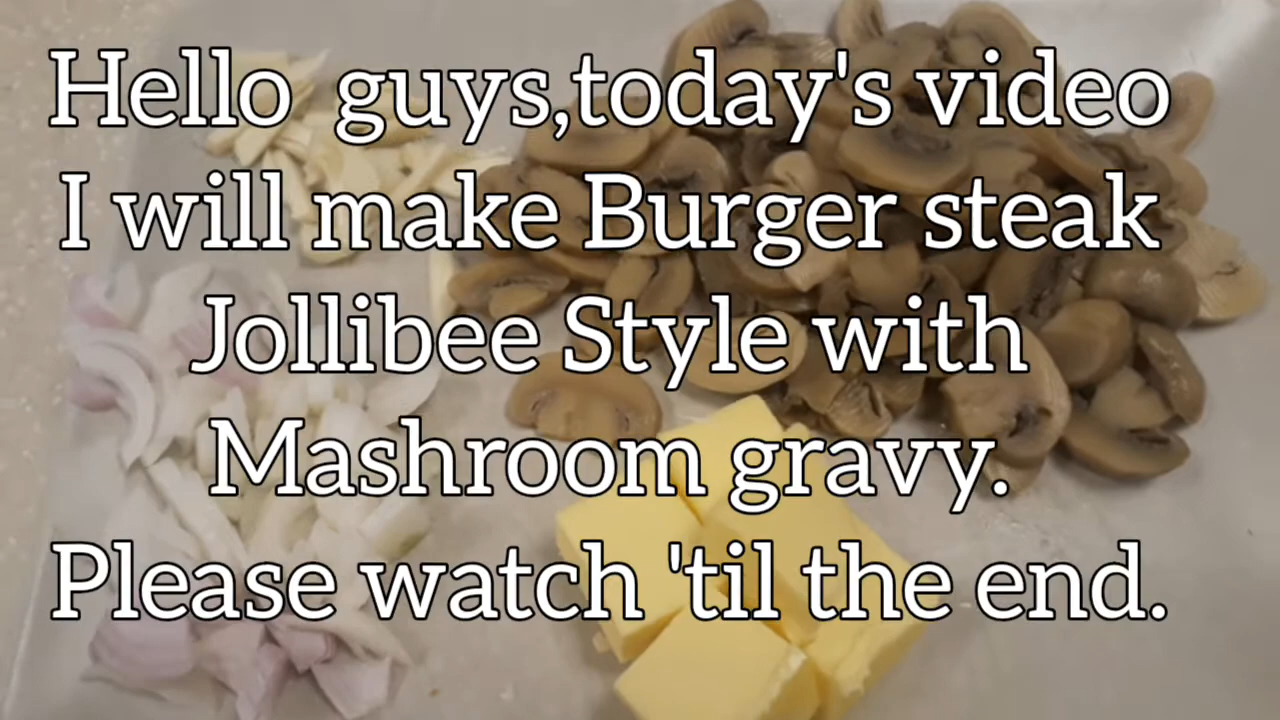 Hello  guys,today's video
I will make Burger steak
Jollibee Style with
Mashroom gravy.
Please watch 'til the end.